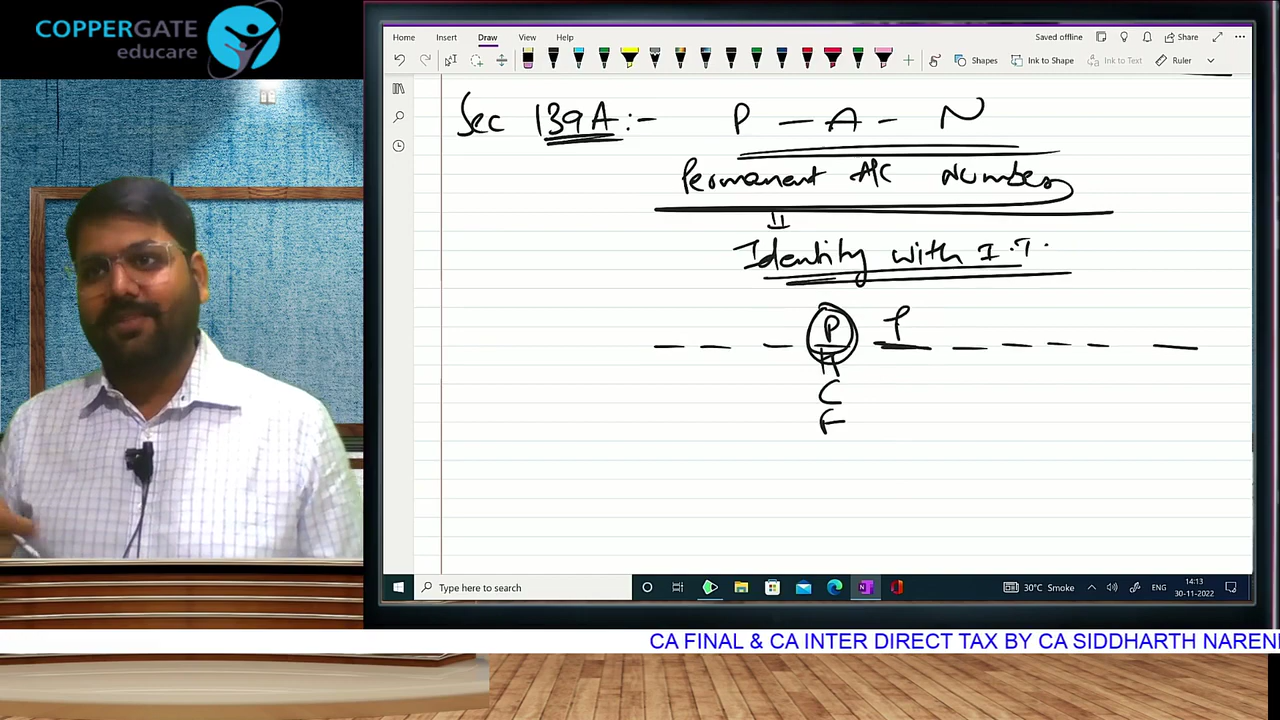 COPPERGATE
educare
Home Insert Draw View Help
Saved offline
Share
Shapes Ink to Shape Ink to Text Ruler
Sec 139A :- P - A - N
Permanent A/C Number
Identity with I.T.
P
H
C
F
Type here to search
30°C Smoke
ENG
14:13
30-11-2022
CA FINAL & CA INTER DIRECT TAX BY CA SIDDHARTH NAREN